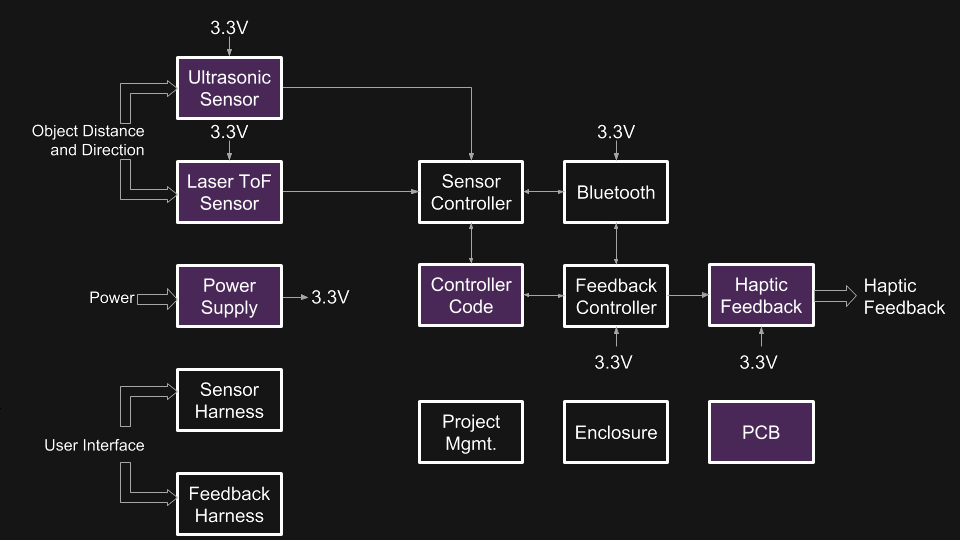 3.3V
Ultrasonic
Sensor
Object Distance
and Direction
3.3V
Laser ToF
Sensor
Sensor
Controller
3.3V
Bluetooth
Power
Power
Supply
3.3V
Controller
Code
Feedback
Controller
Haptic
Feedback
Haptic
Feedback
3.3V
3.3V
User Interface
Sensor
Harness
Feedback
Harness
Project
Mgmt.
Enclosure
PCB